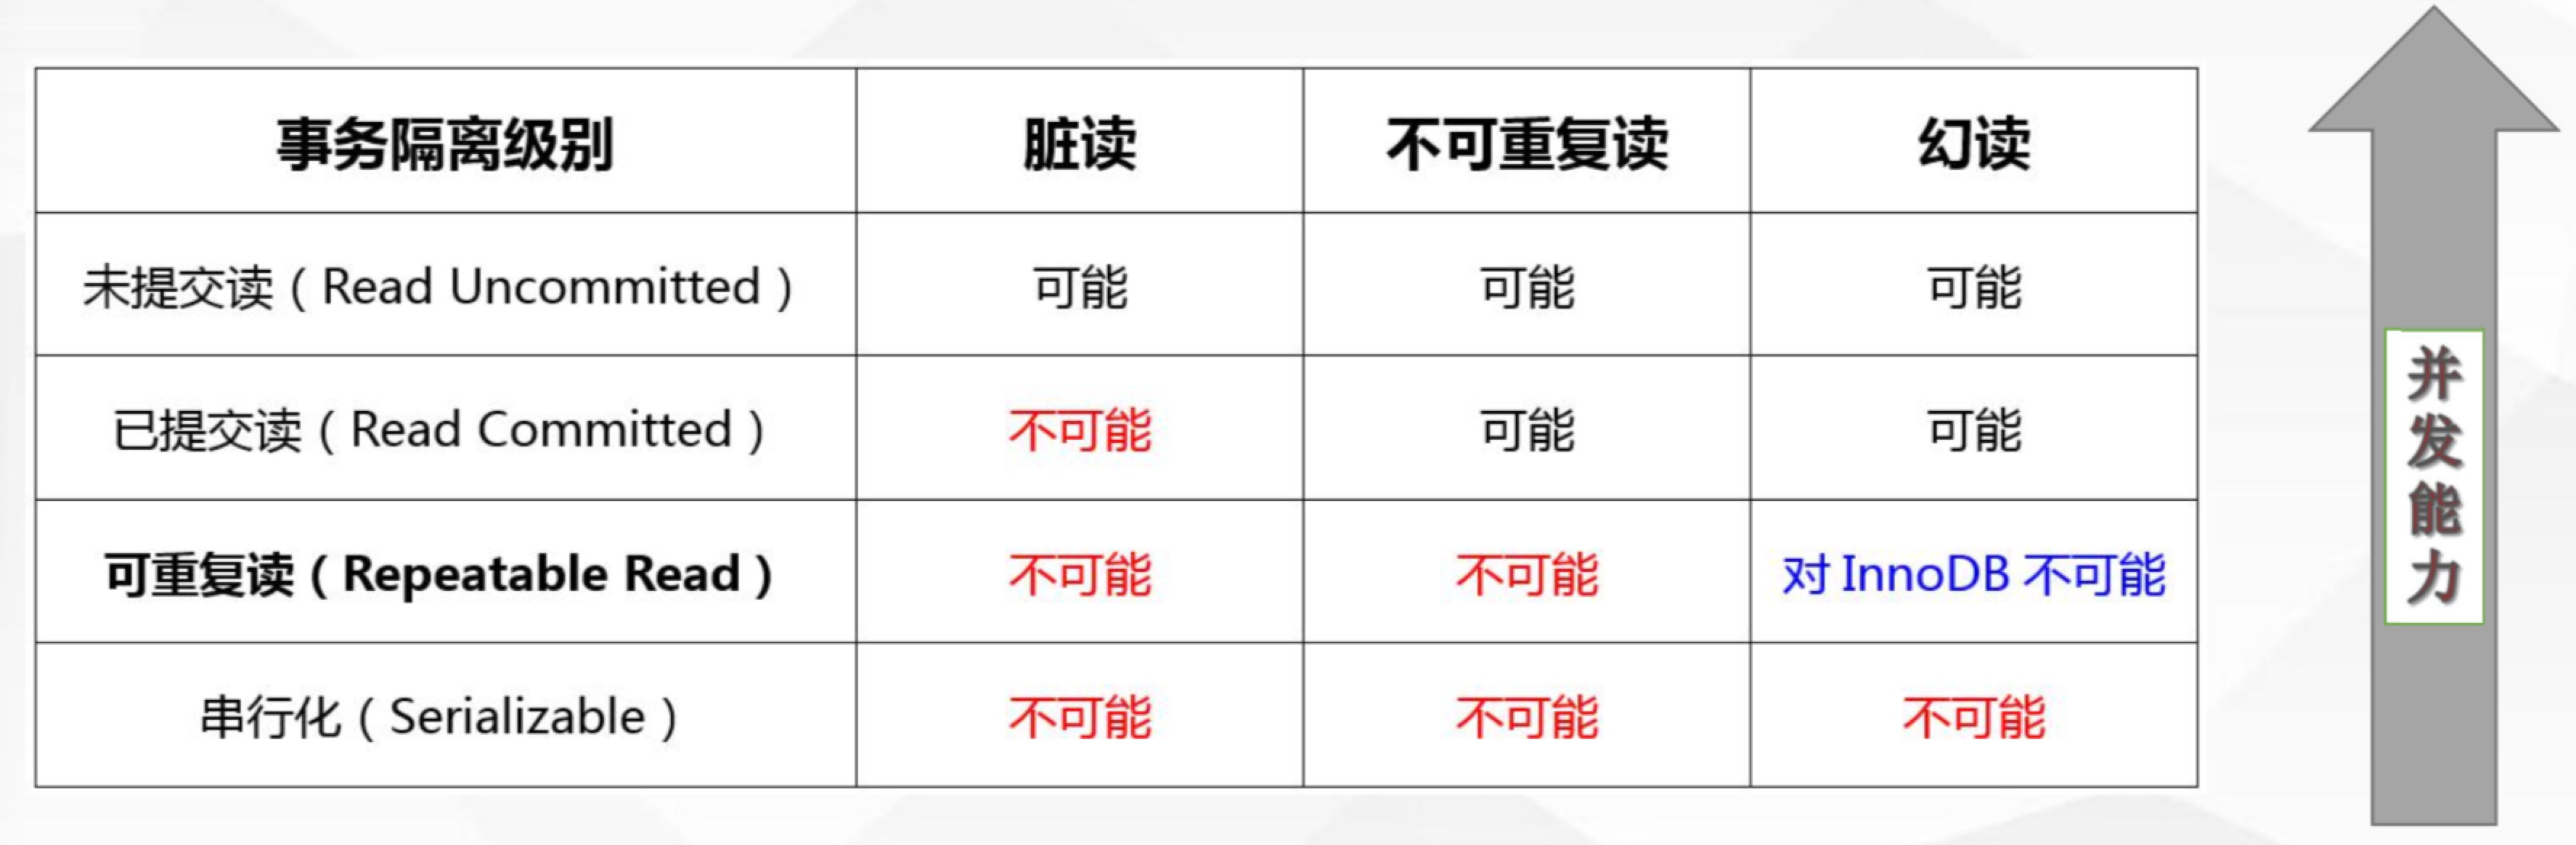 事务隔离级别 脏读 不可重复读 幻读
未提交读（Read Uncommitted） 可能 可能 可能
已提交读（Read Committed） 不可能 可能 可能
可重复读（Repeatable Read） 不可能 不可能 对 InnoDB 不可能
串行化（Serializable） 不可能 不可能 不可能
并发能力